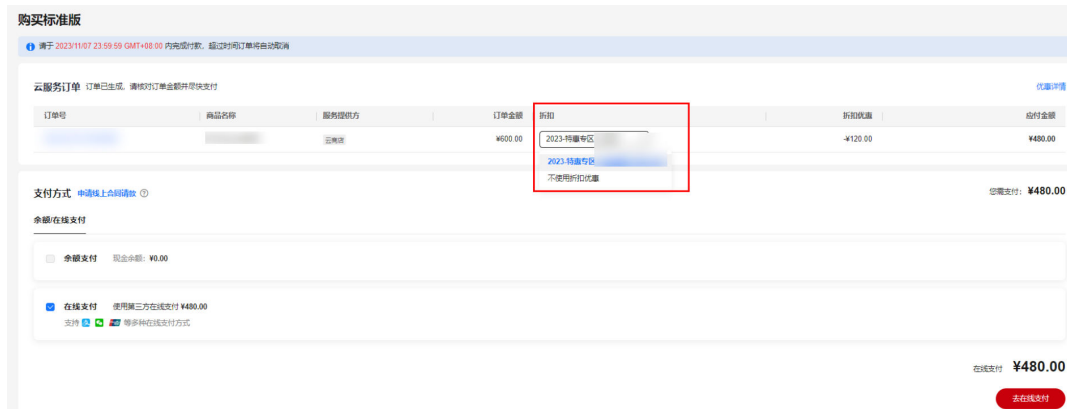 购买标准版
请于 2023/11/07 23:59:59 GMT+08:00 内完成付款，超过时间订单将自动取消
云服务订单 订单已生成，请核对订单金额并尽快支付 优惠详情
订单号 商品名称 服务提供方 订单金额 折扣 折扣优惠 应付金额
云商店 ¥600.00 2023-特惠专区 -¥120.00 ¥480.00
2023-特惠专区
不使用折扣优惠
支付方式 申请线上合同请款 您需支付：¥480.00
余额/在线支付
余额支付 现金余额：¥0.00
在线支付 使用第三方在线支付 ¥480.00
支持 等多种在线支付方式
在线支付 ¥480.00
去在线支付